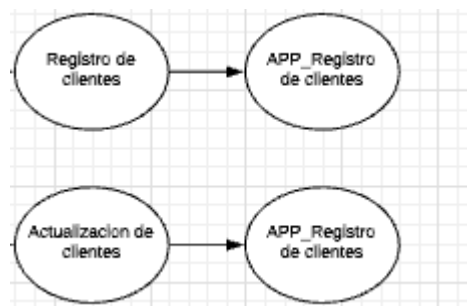 Registro de
clientes
APP_Registro
de clientes
Actualizacion de
clientes
APP_Registro
de clientes